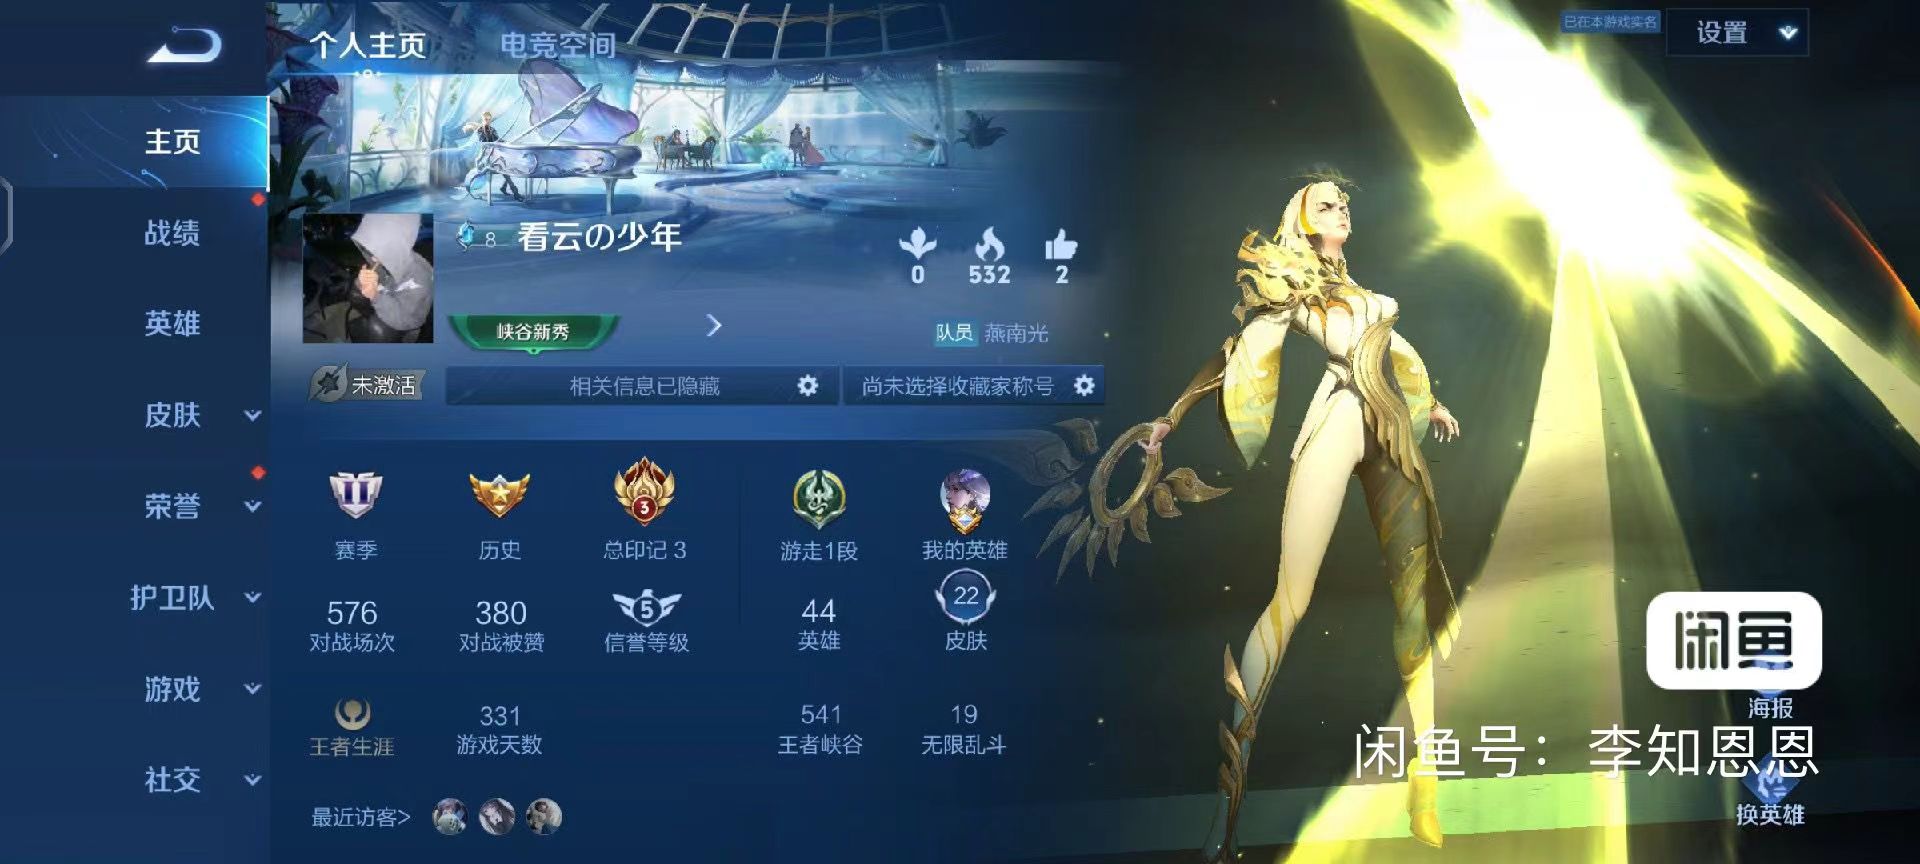 个人主页
电竞空间
已在本游戏实名
设置
主页
战绩
英雄
皮肤
荣誉
护卫队
游戏
社交
8
看云の少年
0
532
2
峡谷新秀
队员 燕南光
未激活
相关信息已隐藏
尚未选择收藏家称号
3
赛季
历史
总印记 3
游走1段
我的英雄
576
380
5
44
22
对战场次
对战被赞
信誉等级
英雄
皮肤
331
541
19
王者生涯
游戏天数
王者峡谷
无限乱斗
最近访客>
闲鱼
海报
闲鱼号：李知恩恩
换英雄